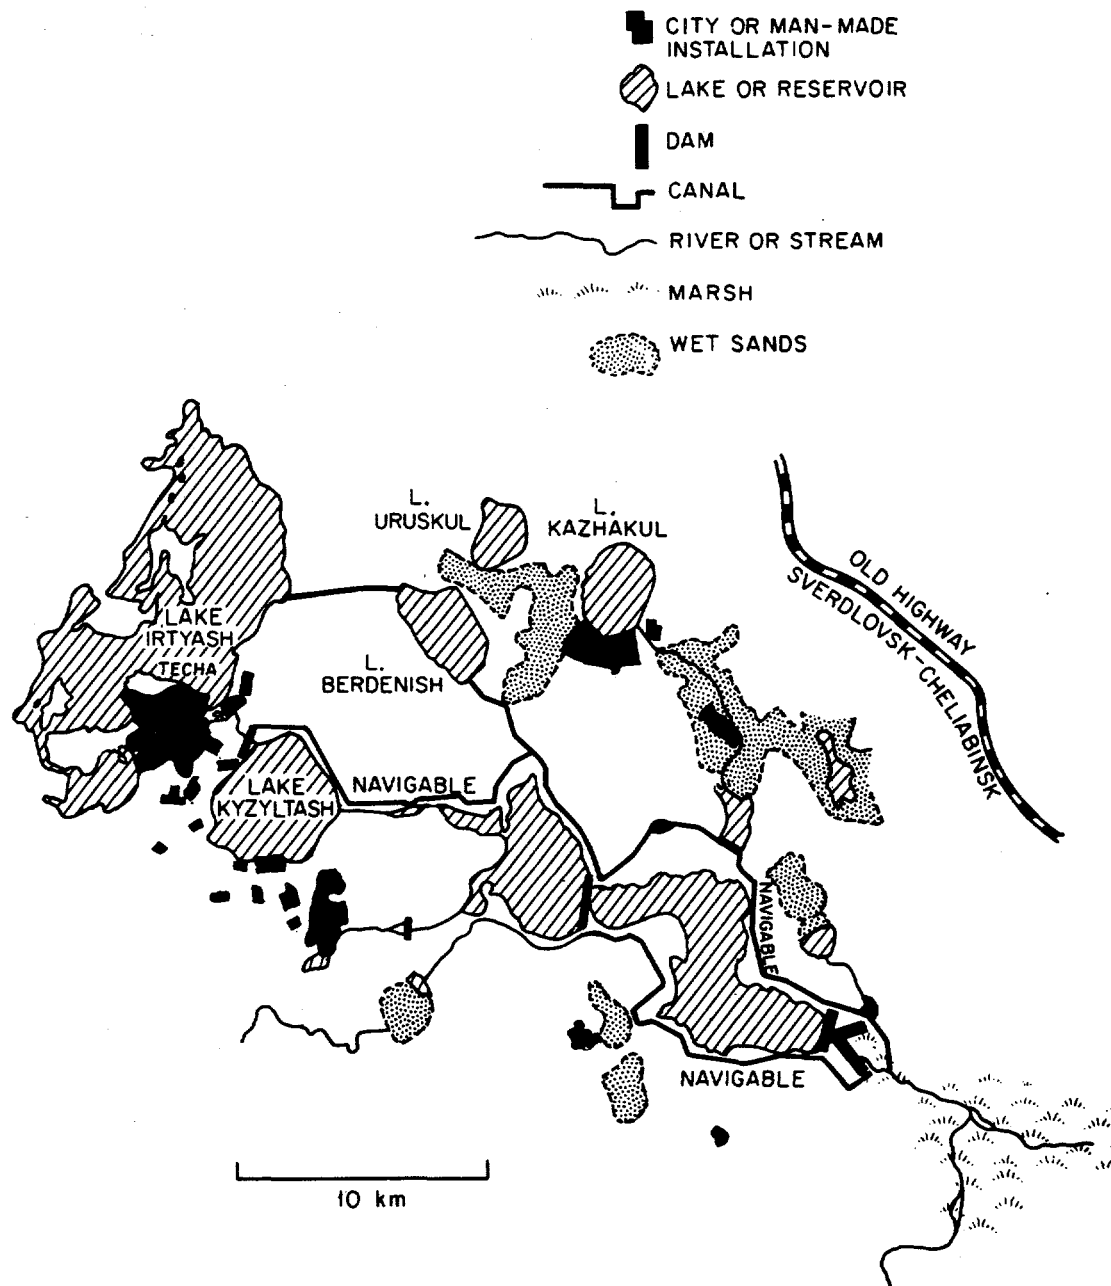 CITY OR MAN-MADE
INSTALLATION
LAKE OR RESERVOIR
DAM
CANAL
RIVER OR STREAM
MARSH
WET SANDS
L.
URUSKUL
L.
KAZHAKUL
OLD HIGHWAY
SVERDLOVSK-CHELIABINSK
LAKE
IRTYASH
TECHA
L.
BERDENISH
LAKE
KYZYLTASH
NAVIGABLE
NAVIGABLE
NAVIGABLE
10 km